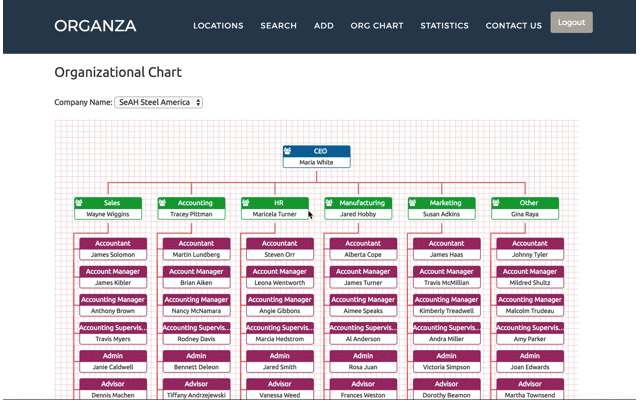 ORGANZA LOCATIONS SEARCH ADD ORG CHART STATISTICS CONTACT US Logout
Organizational Chart
Company Name: SeAH Steel America
CEO
Maria White
Sales Accounting HR Manufacturing Marketing Other
Wayne Wiggins Tracey Pittman Maricela Turner Jared Hobby Susan Adkins Gina Raya
Accountant Accountant Accountant Accountant Accountant Accountant
James Solomon Martin Lundberg Steven Orr Alberta Cope James Haas Johnny Tyler
Account Manager Account Manager Account Manager Account Manager Account Manager Account Manager
James Kibler Brian Aiken Leona Wentworth James Turner Travis McMillian Mildred Shultz
Accounting Manager Accounting Manager Accounting Manager Accounting Manager Accounting Manager Accounting Manager
Anthony Brown Nancy McNamara Angie Gibbons Aimee Speaks Kimberly Treadwell Malcolm Trudeau
Accounting Supervis... Accounting Supervis... Accounting Supervis... Accounting Supervis... Accounting Supervis... Accounting Supervis...
Travis Myers Rodney Davis Marcia Hedstrom Al Anderson Andra Miller Amy Parker
Admin Admin Admin Admin Admin Admin
Janie Caldwell Bennett Deleon Jared Smith Rosa Juan Victoria Simpson Joan Edwards
Advisor Advisor Advisor Advisor Advisor Advisor
Dennis Machen Tiffany Andrzejewski Vanessa Weed Frances Weston Dorothy Beamon Martha Townsend